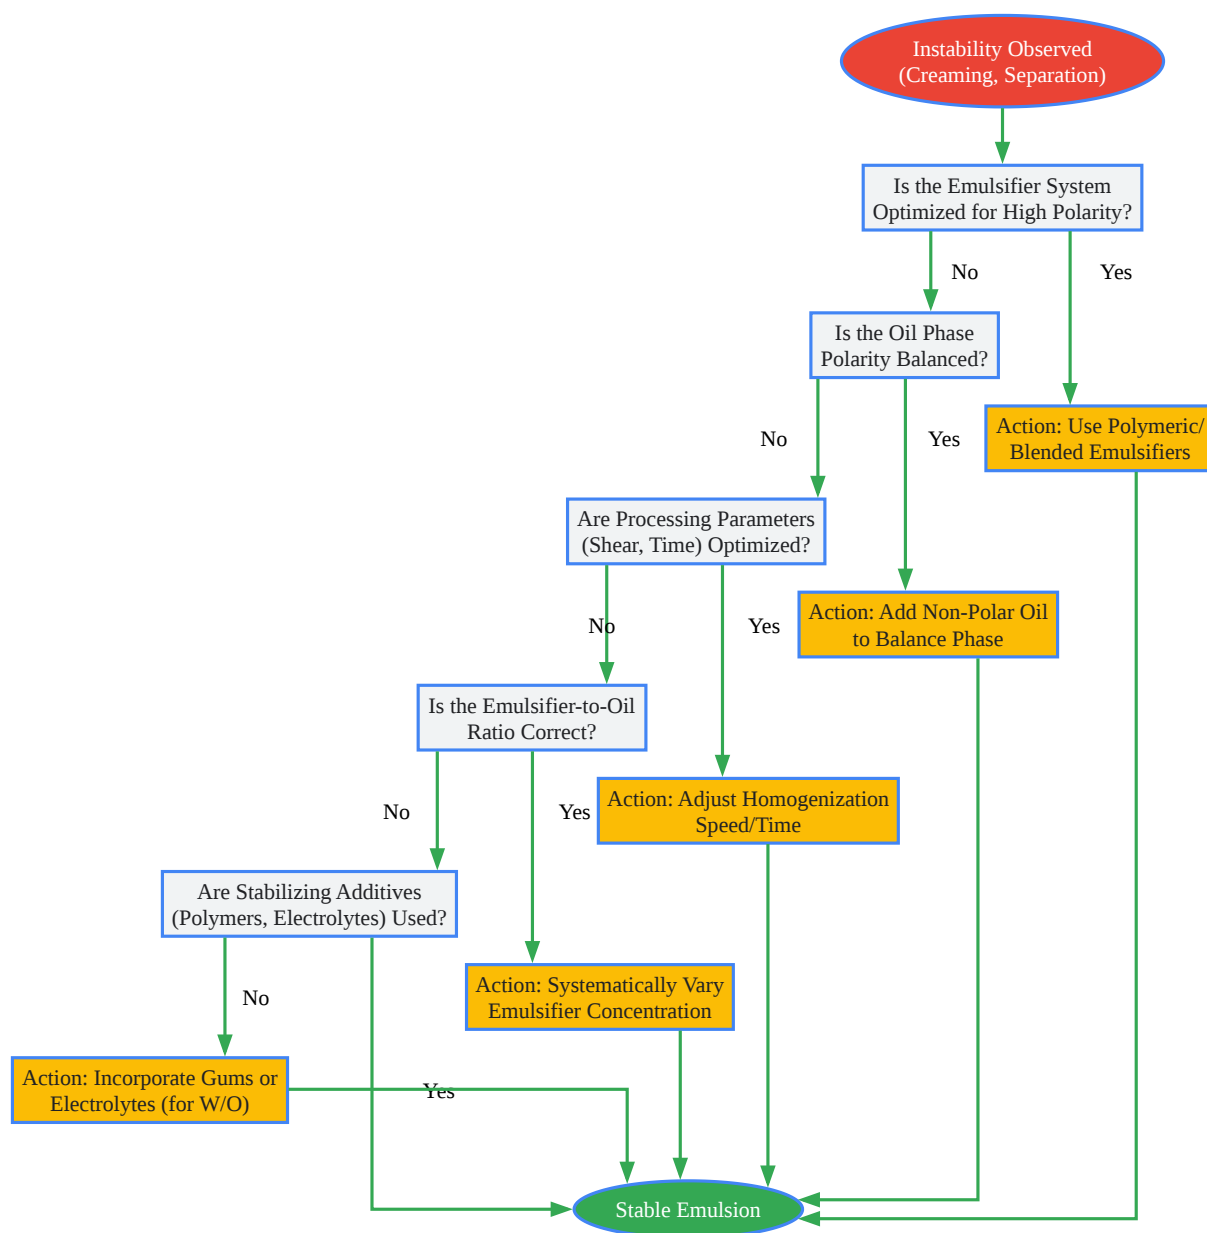 Instability Observed
(Creaming, Separation)
Is the Emulsifier System
Optimized for High Polarity?
No
Yes
Is the Oil Phase
Polarity Balanced?
Action: Use Polymeric/
Blended Emulsifiers
No
Yes
Are Processing Parameters
(Shear, Time) Optimized?
Action: Add Non-Polar Oil
to Balance Phase
No
Yes
Is the Emulsifier-to-Oil
Ratio Correct?
Action: Adjust Homogenization
Speed/Time
No
Yes
Are Stabilizing Additives
(Polymers, Electrolytes) Used?
Action: Systematically Vary
Emulsifier Concentration
No
Action: Incorporate Gums or
Electrolytes (for W/O)
Yes
Stable Emulsion